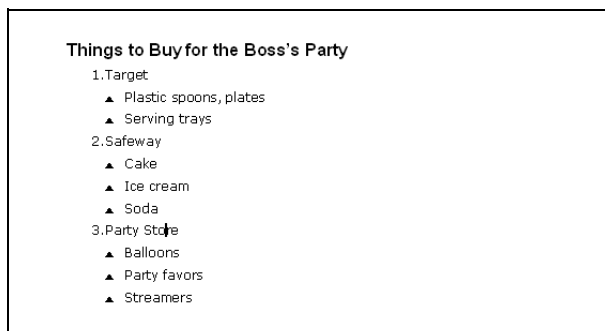 Things to Buy for the Boss's Party
1.Target
▲ Plastic spoons, plates
▲ Serving trays
2.Safeway
▲ Cake
▲ Ice cream
▲ Soda
3.Party Store
▲ Balloons
▲ Party favors
▲ Streamers